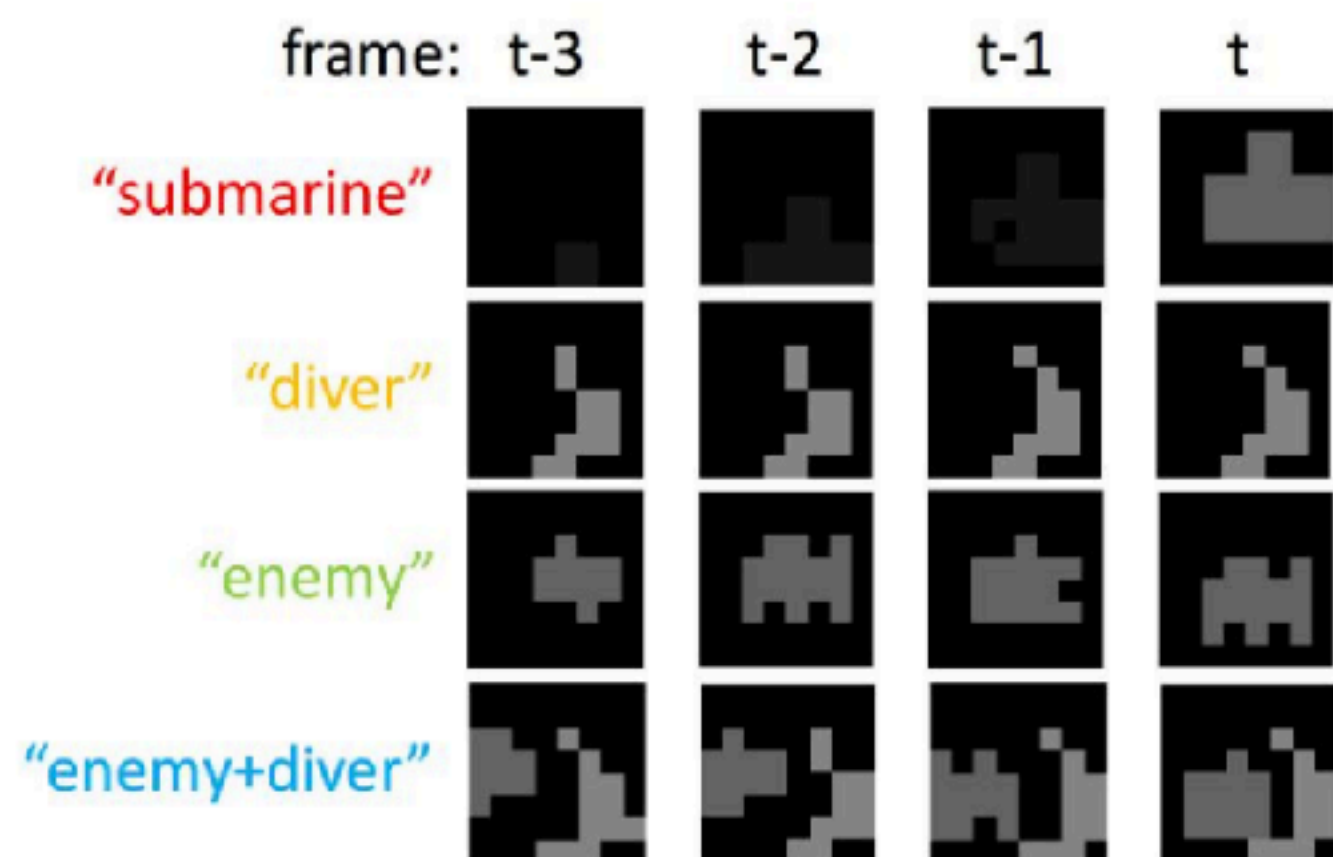 frame: t-3 t-2 t-1 t
“submarine”
“diver”
“enemy”
“enemy+diver”